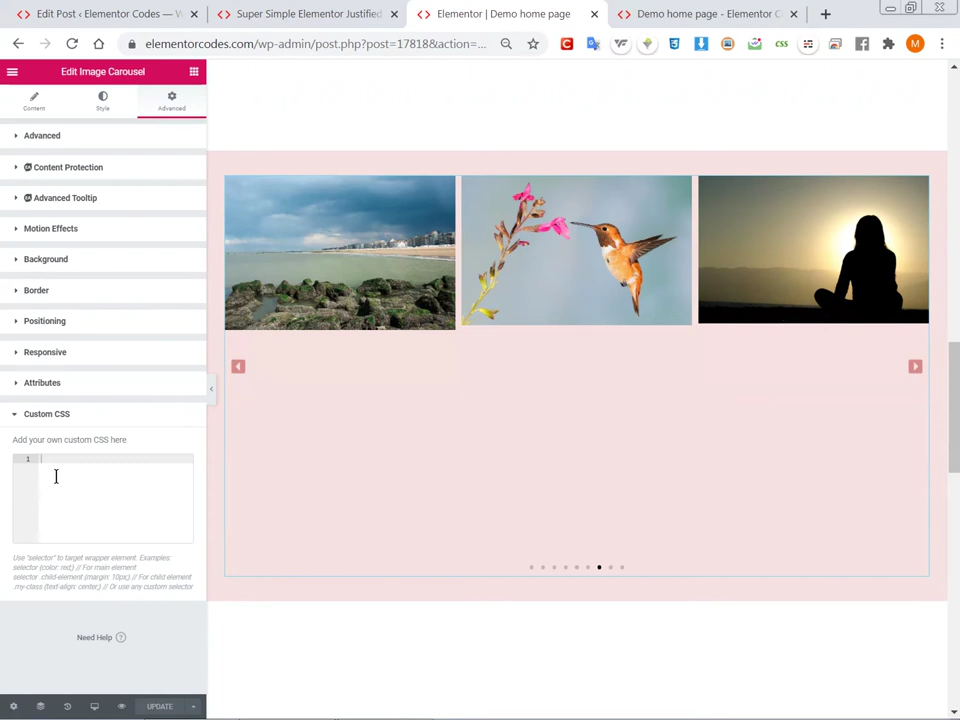 Edit Post ‹ Elementor Codes — W
Super Simple Elementor Justified
Elementor | Demo home page
Demo home page - Elementor C
elementorcodes.com/wp-admin/post.php?post=17818&action=...
Edit Image Carousel
Content
Style
Advanced
Advanced
Content Protection
Advanced Tooltip
Motion Effects
Background
Border
Positioning
Responsive
Attributes
Custom CSS
Add your own custom CSS here
1
Use "selector" to target wrapper element. Examples:
selector {color: red;} // For main element
selector .child-element {margin: 10px;} // For child element
.my-class {text-align: center;} // Or use any custom selector
Need Help ?
UPDATE